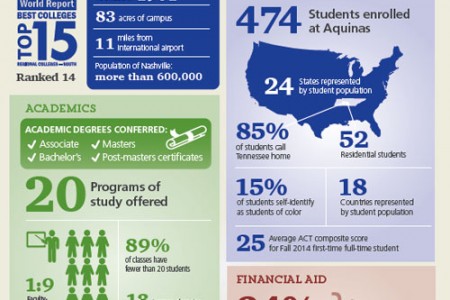 World Report
BEST COLLEGES
TOP
15
REGIONAL COLLEGES—SOUTH
Ranked 14
83 acres of campus
11 miles from
international airport
Population of Nashville:
more than 600,000
ACADEMICS
ACADEMIC DEGREES CONFERRED:
✓ Associate ✓ Masters
✓ Bachelor's ✓ Post-masters certificates
20 Programs of
study offered
1:9
89%
of classes have
fewer than 20 students
474 Students enrolled
at Aquinas
24 States represented
by student population
85%
of students call
Tennessee home
52
Residential students
15%
of students self-identify
as students of color
18
Countries represented
by student population
25 Average ACT composite score
for Fall 2014 first-time full-time student
FINANCIAL AID